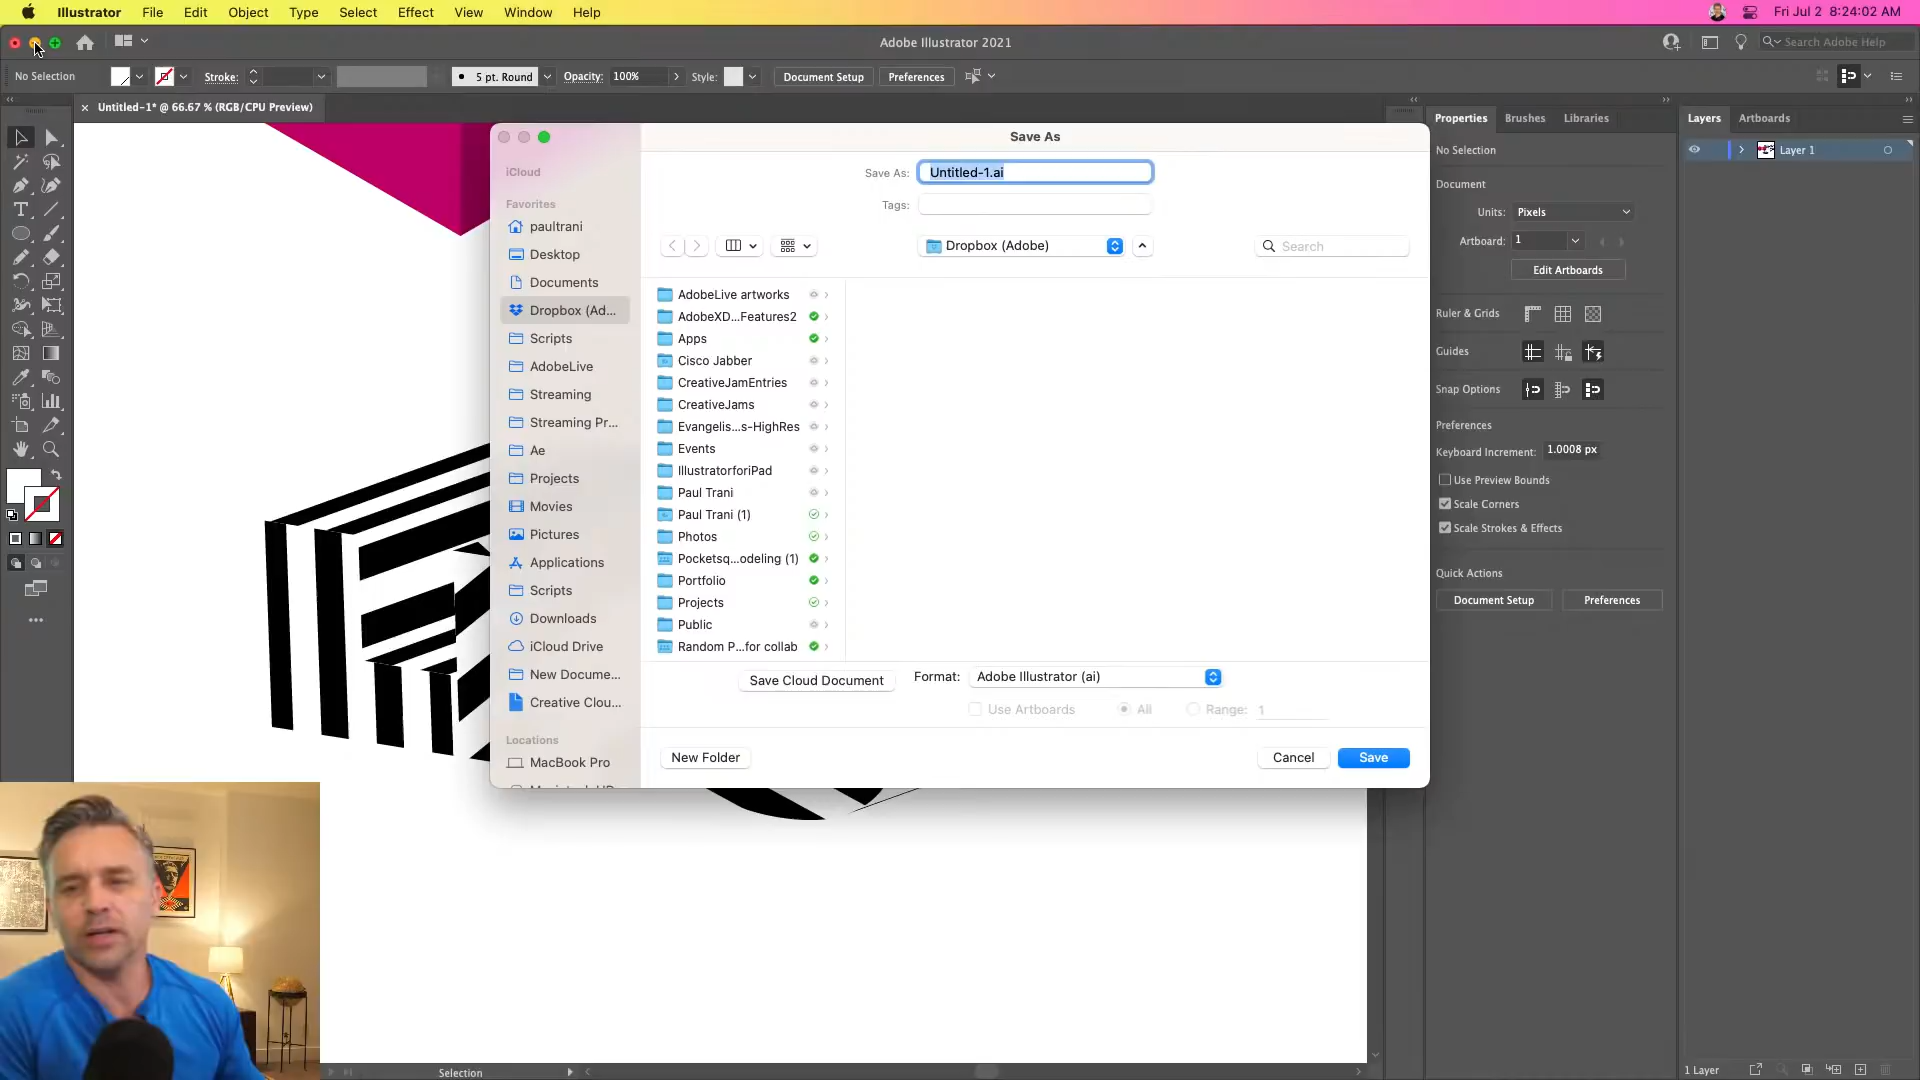 Illustrator File Edit Object Type Select Effect View Window Help
Fri Jul 2 8:24:02 AM
Adobe Illustrator 2021
Search Adobe Help
No Selection
Stroke:
5 pt. Round
Opacity: 100%
Style:
Document Setup
Preferences
Untitled-1* @ 66.67 % (RGB/CPU Preview)
Save As
Save As: Untitled-1.ai
Tags:
Dropbox (Adobe)
Search
iCloud
Favorites
paultrani
Desktop
Documents
Dropbox (Ad...
Scripts
AdobeLive
Streaming
Streaming Pr...
Ae
Projects
Movies
Pictures
Applications
Scripts
Downloads
iCloud Drive
New Docume...
Creative Clou...
Locations
MacBook Pro
AdobeLive artworks
AdobeXD...Features2
Apps
Cisco Jabber
CreativeJamEntries
CreativeJams
Evangelis...s-HighRes
Events
IllustratorforiPad
Paul Trani
Paul Trani (1)
Photos
Pocketsq...odeling (1)
Portfolio
Projects
Public
Random P...for collab
Save Cloud Document
Format: Adobe Illustrator (ai)
Use Artboards
All
Range: 1
New Folder
Cancel
Save
Properties Brushes Libraries
No Selection
Document
Units: Pixels
Artboard: 1
Edit Artboards
Ruler & Grids
Guides
Snap Options
Preferences
Keyboard Increment: 1.0008 px
Use Preview Bounds
Scale Corners
Scale Strokes & Effects
Quick Actions
Document Setup
Preferences
Layers Artboards
Layer 1
Selection
1 Layer